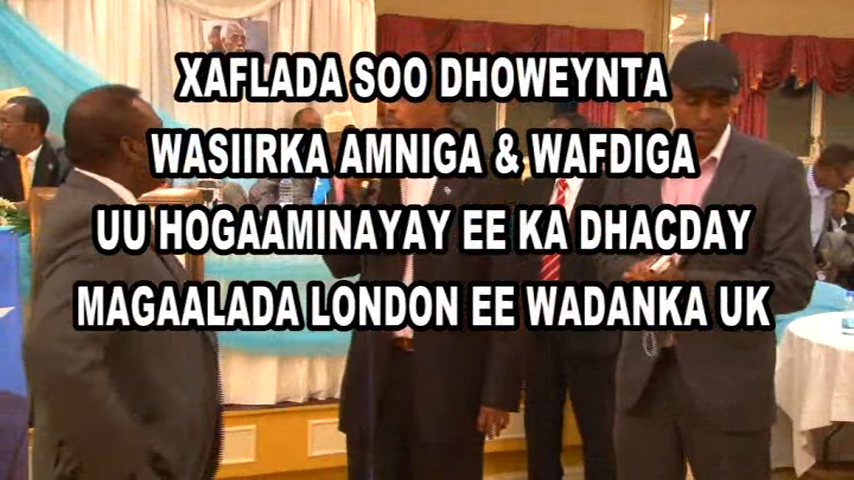 XAFLADA SOO DHOWEYNTA
WASIIRKA AMNIGA & WAFDIGA
UU HOGAAMINAYAY EE KA DHACDAY
MAGAALADA LONDON EE WADANKA UK